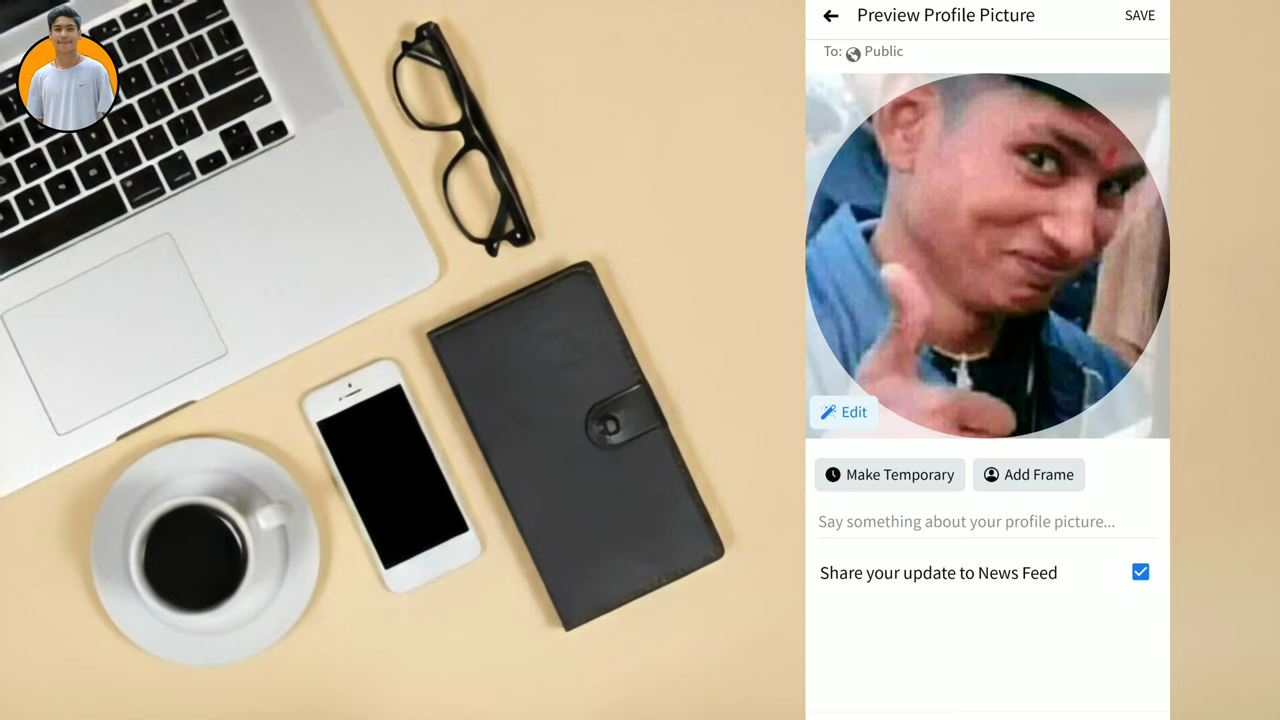 Preview Profile Picture
SAVE
To: Public
Edit
Make Temporary
Add Frame
Say something about your profile picture...
Share your update to News Feed